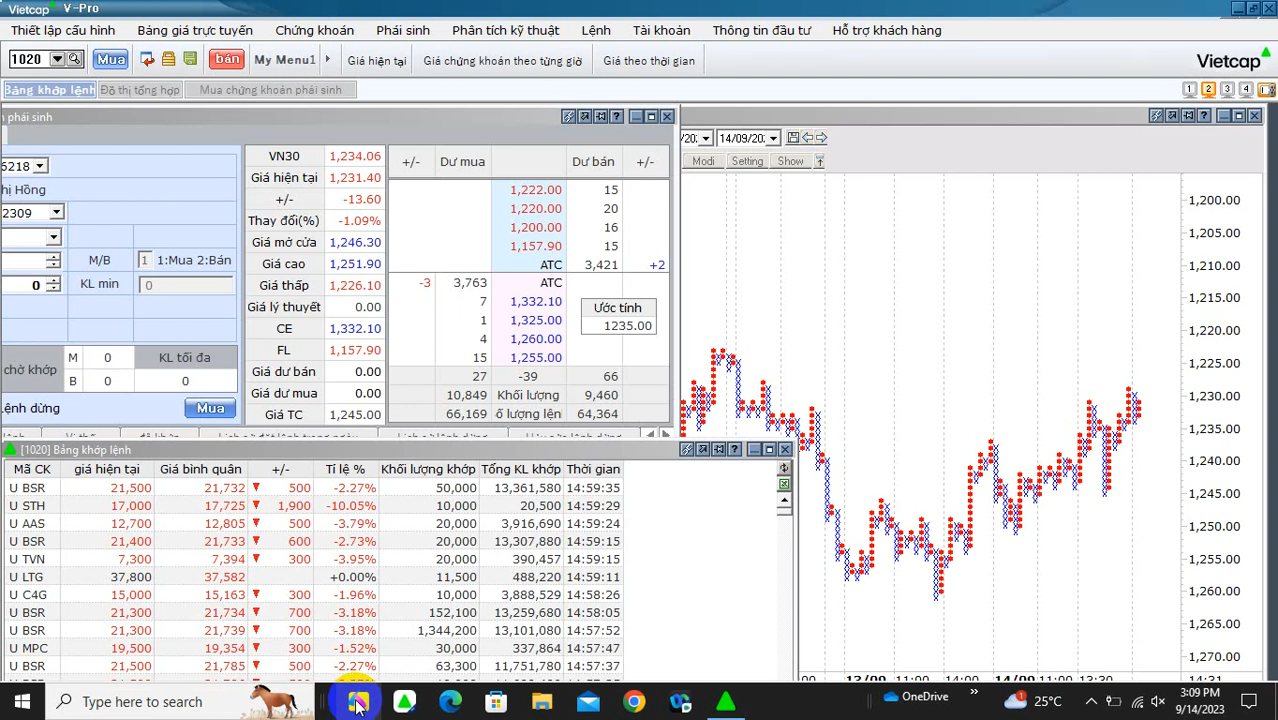 Vietcap V-Pro
Thiết lập cấu hình Bảng giá trực tuyến Chứng khoán Phái sinh Phân tích kỹ thuật Lệnh Tài khoản Thông tin đầu tư Hỗ trợ khách hàng
1020 Mua bán My Menu1 Giá hiện tại Giá chứng khoán theo từng giờ Giá theo thời gian Vietcap
Bảng khớp lệnh Đồ thị tổng hợp Mua chứng khoán phái sinh 1 2 3 4
n phái sinh
14/09/20
Modi Setting Show
6218
hị Hồng
2309
M/B 1 1:Mua 2:Bán
0 KL min 0
chờ khớp M 0 KL tối đa
B 0 0
Lệnh dừng Mua
VN30 1,234.06
Giá hiện tại 1,231.40
+/- -13.60
Thay đổi(%) -1.09%
Giá mở cửa 1,246.30
Giá cao 1,251.90
Giá thấp 1,226.10
Giá lý thuyết 0.00
CE 1,332.10
FL 1,157.90
Giá dư bán 0.00
Giá dư mua 0.00
Giá TC 1,245.00
+/- Dư mua Dư bán +/-
1,222.00 15
1,220.00 20
1,200.00 16
1,157.90 15
ATC 3,421 +2
-3 3,763 ATC
7 1,332.10
1 1,325.00
4 1,260.00
15 1,255.00
Ước tính
1235.00
27 -39 66
10,849 Khối lượng 9,460
66,169 ố lượng lện 64,364
1,200.00
1,205.00
1,210.00
1,215.00
1,220.00
1,225.00
1,230.00
1,235.00
1,240.00
1,245.00
1,250.00
1,255.00
1,260.00
1,265.00
1,270.00
13/09 14/09
[1020] Bảng khớp lệnh
Mã CK giá hiện tại Giá bình quân +/- Tỉ lệ % Khối lượng khớp Tổng KL khớp Thời gian
U BSR 21,500 21,732 ▼ 500 -2.27% 50,000 13,361,580 14:59:35
U STH 17,000 17,725 ▼ 1,900 -10.05% 10,000 20,500 14:59:29
U AAS 12,700 12,805 ▼ 500 -3.79% 20,000 3,916,690 14:59:24
U BSR 21,400 21,733 ▼ 600 -2.73% 20,000 13,307,880 14:59:15
U TVN 7,300 7,394 ▼ 300 -3.95% 20,000 390,457 14:59:15
U LTG 37,800 37,582 +0.00% 11,500 488,220 14:59:11
U C4G 15,000 15,163 ▼ 300 -1.96% 10,000 3,888,529 14:58:26
U BSR 21,300 21,734 ▼ 700 -3.18% 152,100 13,259,680 14:58:05
U BSR 21,300 21,739 ▼ 700 -3.18% 1,344,200 13,101,080 14:57:52
U MPC 19,500 19,354 ▼ 300 -1.52% 30,000 337,864 14:57:47
U BSR 21,500 21,785 ▼ 500 -2.27% 63,300 11,751,780 14:57:37
Type here to search OneDrive 25°C 3:09 PM
9/14/2023